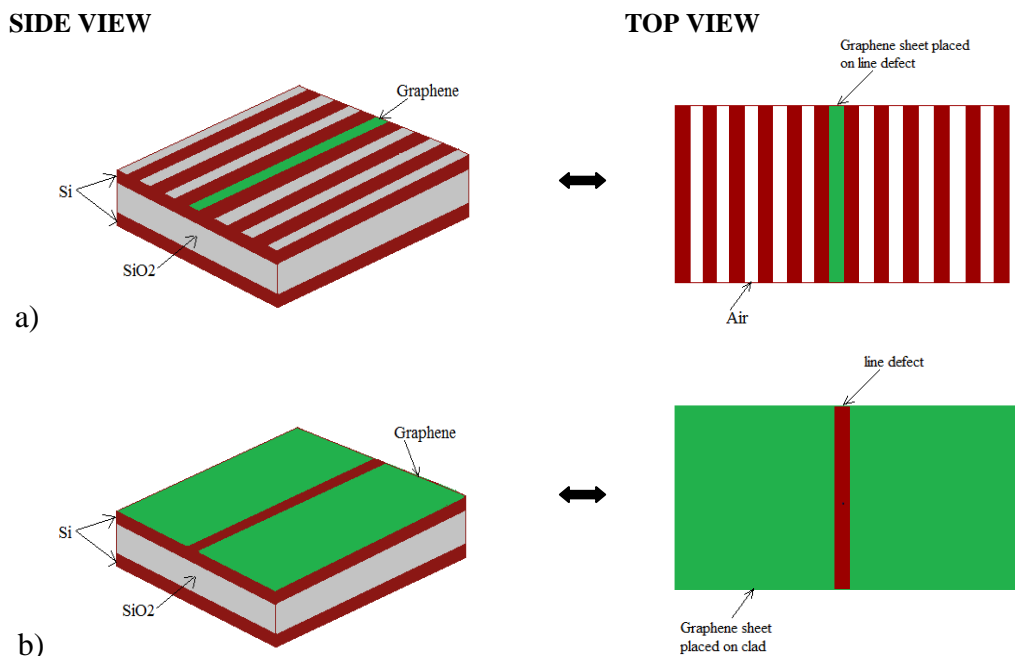 SIDE VIEW
TOP VIEW
Graphene sheet placed
on line defect
Graphene
Si
SiO2
Air
a)
line defect
Graphene
Si
SiO2
Graphene sheet
placed on clad
b)